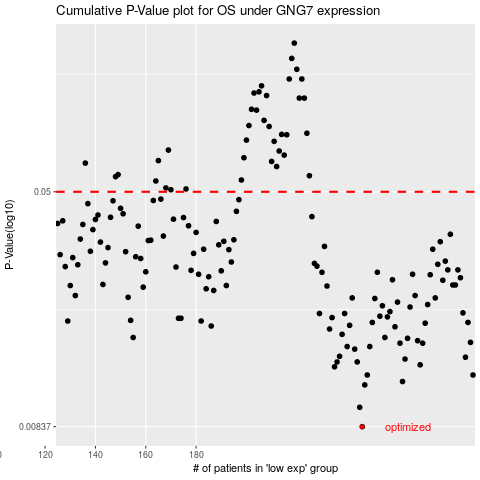 Cumulative P-Value plot for OS under GNG7 expression
P-Value(log10)
0.05
0.00837
optimized
0 120 140 160 180
# of patients in 'low exp' group